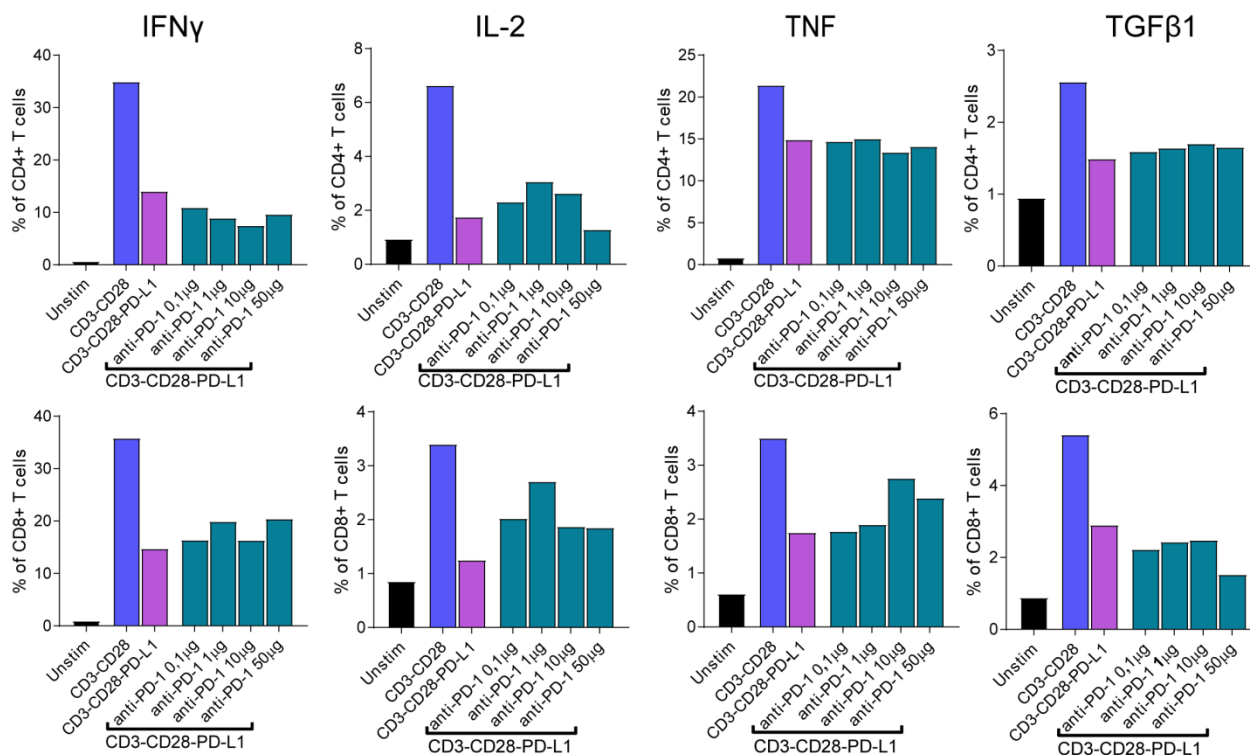 IFNγ
% of CD4+ T cells
40
30
20
10
0
Unstim
CD3-CD28
CD3-CD28-PD-L1
anti-PD-1 0,1µg
anti-PD-1 1µg
anti-PD-1 10µg
anti-PD-1 50µg
CD3-CD28-PD-L1
IL-2
% of CD4+ T cells
8
6
4
2
0
Unstim
CD3-CD28
CD3-CD28-PD-L1
anti-PD-1 0,1µg
anti-PD-1 1µg
anti-PD-1 10µg
anti-PD-1 50µg
CD3-CD28-PD-L1
TNF
% of CD4+ T cells
25
20
15
10
5
0
Unstim
CD3-CD28
CD3-CD28-PD-L1
anti-PD-1 0,1µg
anti-PD-1 1µg
anti-PD-1 10µg
anti-PD-1 50µg
CD3-CD28-PD-L1
TGFβ1
% of CD4+ T cells
3
2
1
0
Unstim
CD3-CD28
CD3-CD28-PD-L1
anti-PD-1 0,1µg
anti-PD-1 1µg
anti-PD-1 10µg
anti-PD-1 50µg
CD3-CD28-PD-L1
% of CD8+ T cells
40
30
20
10
0
Unstim
CD3-CD28
CD3-CD28-PD-L1
anti-PD-1 0,1µg
anti-PD-1 1µg
anti-PD-1 10µg
anti-PD-1 50µg
CD3-CD28-PD-L1
% of CD8+ T cells
4
3
2
1
0
Unstim
CD3-CD28
CD3-CD28-PD-L1
anti-PD-1 0,1µg
anti-PD-1 1µg
anti-PD-1 10µg
anti-PD-1 50µg
CD3-CD28-PD-L1
% of CD8+ T cells
4
3
2
1
0
Unstim
CD3-CD28
CD3-CD28-PD-L1
anti-PD-1 0,1µg
anti-PD-1 1µg
anti-PD-1 10µg
anti-PD-1 50µg
CD3-CD28-PD-L1
% of CD8+ T cells
6
4
2
0
Unstim
CD3-CD28
CD3-CD28-PD-L1
anti-PD-1 0,1µg
anti-PD-1 1µg
anti-PD-1 10µg
anti-PD-1 50µg
CD3-CD28-PD-L1